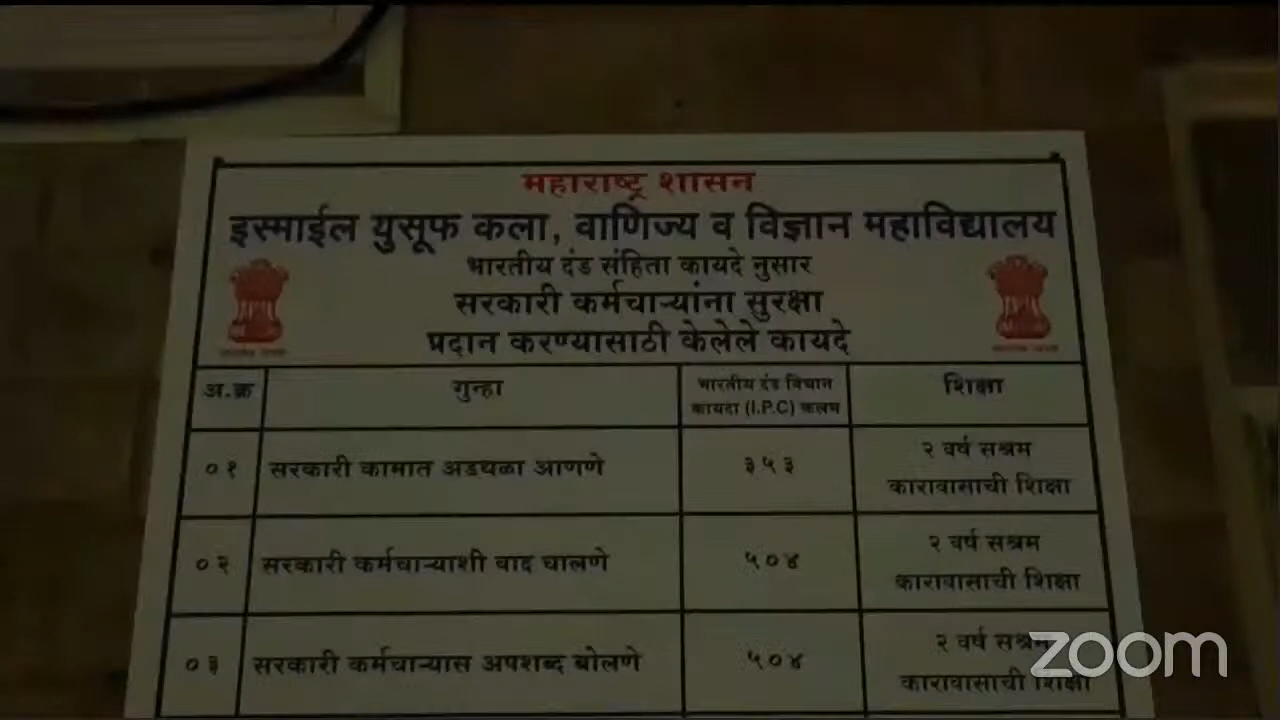 महाराष्ट्र शासन
इस्माईल युसूफ कला, वाणिज्य व विज्ञान महाविद्यालय
भारतीय दंड संहिता कायदे नुसार
सरकारी कर्मचाऱ्यांना सुरक्षा
प्रदान करण्यासाठी केलेले कायदे
अ.क्र गुन्हा भारतीय दंड विधान कायदा (I.P.C) कलम शिक्षा
०१ सरकारी कामात अडथळा आणणे ३५३ २ वर्ष सश्रम
कारावासाची शिक्षा
०२ सरकारी कर्मचाऱ्याशी वाद घालणे ५०४ २ वर्ष सश्रम
कारावासाची शिक्षा
०३ सरकारी कर्मचाऱ्यास अपशब्द बोलणे ५०४ २ वर्ष सश्रम
कारावासाची शिक्षा
zoom